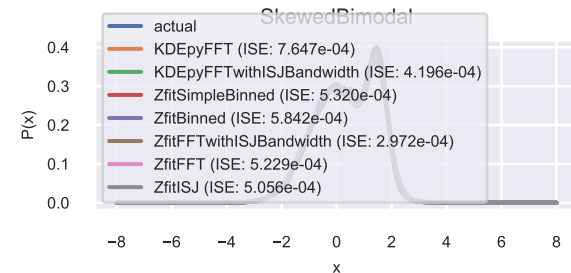 SkewedBimodal
actual
KDEpyFFT (ISE: 7.647e-04)
KDEpyFFTwithISJBandwidth (ISE: 4.196e-04)
ZfitSimpleBinned (ISE: 5.320e-04)
ZfitBinned (ISE: 5.842e-04)
ZfitFFTwithISJBandwidth (ISE: 2.972e-04)
ZfitFFT (ISE: 5.229e-04)
ZfitISJ (ISE: 5.056e-04)
P(x)
0.4
0.3
0.2
0.1
0.0
−8 −6 −4 −2 0 2 4 6 8
x